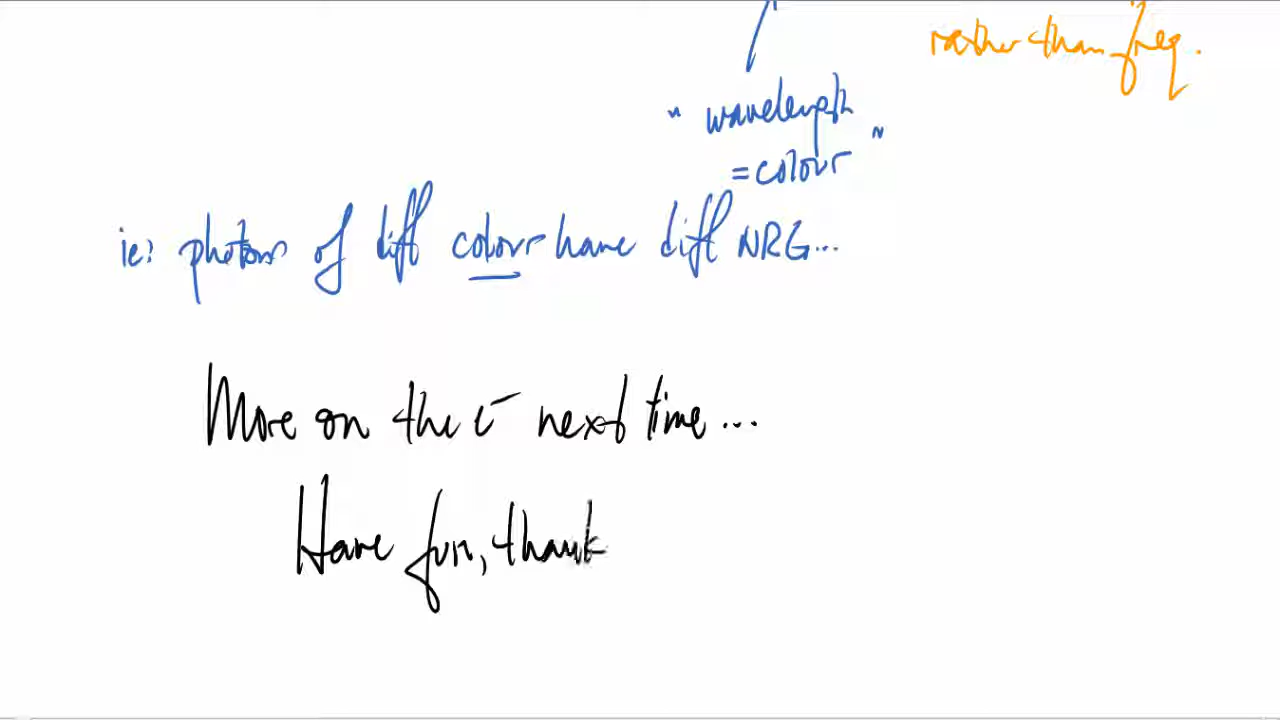 rather than freq.
" wavelength
= colour "
ie: photons of diff colour have diff NRG...
More on the e⁻ next time...
Have fun, thank